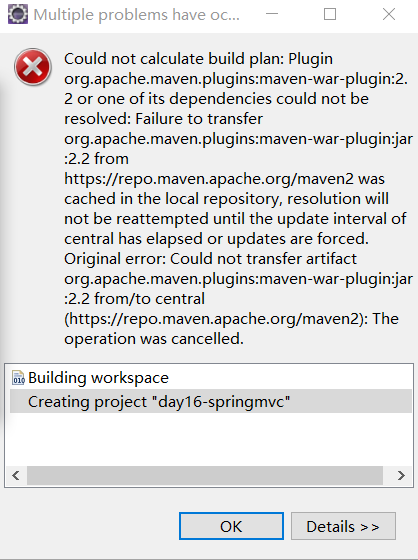 Multiple problems have oc...
Could not calculate build plan: Plugin
org.apache.maven.plugins:maven-war-plugin:2.
2 or one of its dependencies could not be
resolved: Failure to transfer
org.apache.maven.plugins:maven-war-plugin:jar
:2.2 from
https://repo.maven.apache.org/maven2 was
cached in the local repository, resolution will
not be reattempted until the update interval of
central has elapsed or updates are forced.
Original error: Could not transfer artifact
org.apache.maven.plugins:maven-war-plugin:jar
:2.2 from/to central
(https://repo.maven.apache.org/maven2): The
operation was cancelled.
010 Building workspace
Creating project "day16-springmvc"
OK Details >>